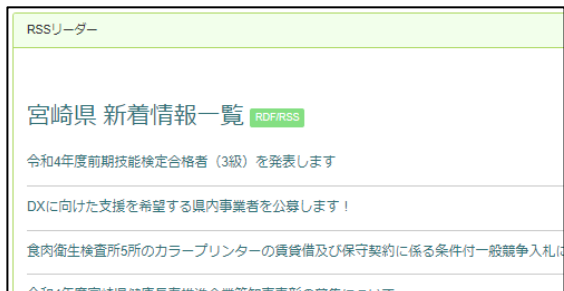 RSSリーダー
宮崎県 新着情報一覧 RDF/RSS
令和4年度前期技能検定合格者（3級）を発表します
DXに向けた支援を希望する県内事業者を公募します！
食肉衛生検査所5所のカラープリンターの賃貸借及び保守契約に係る条件付一般競争入札に